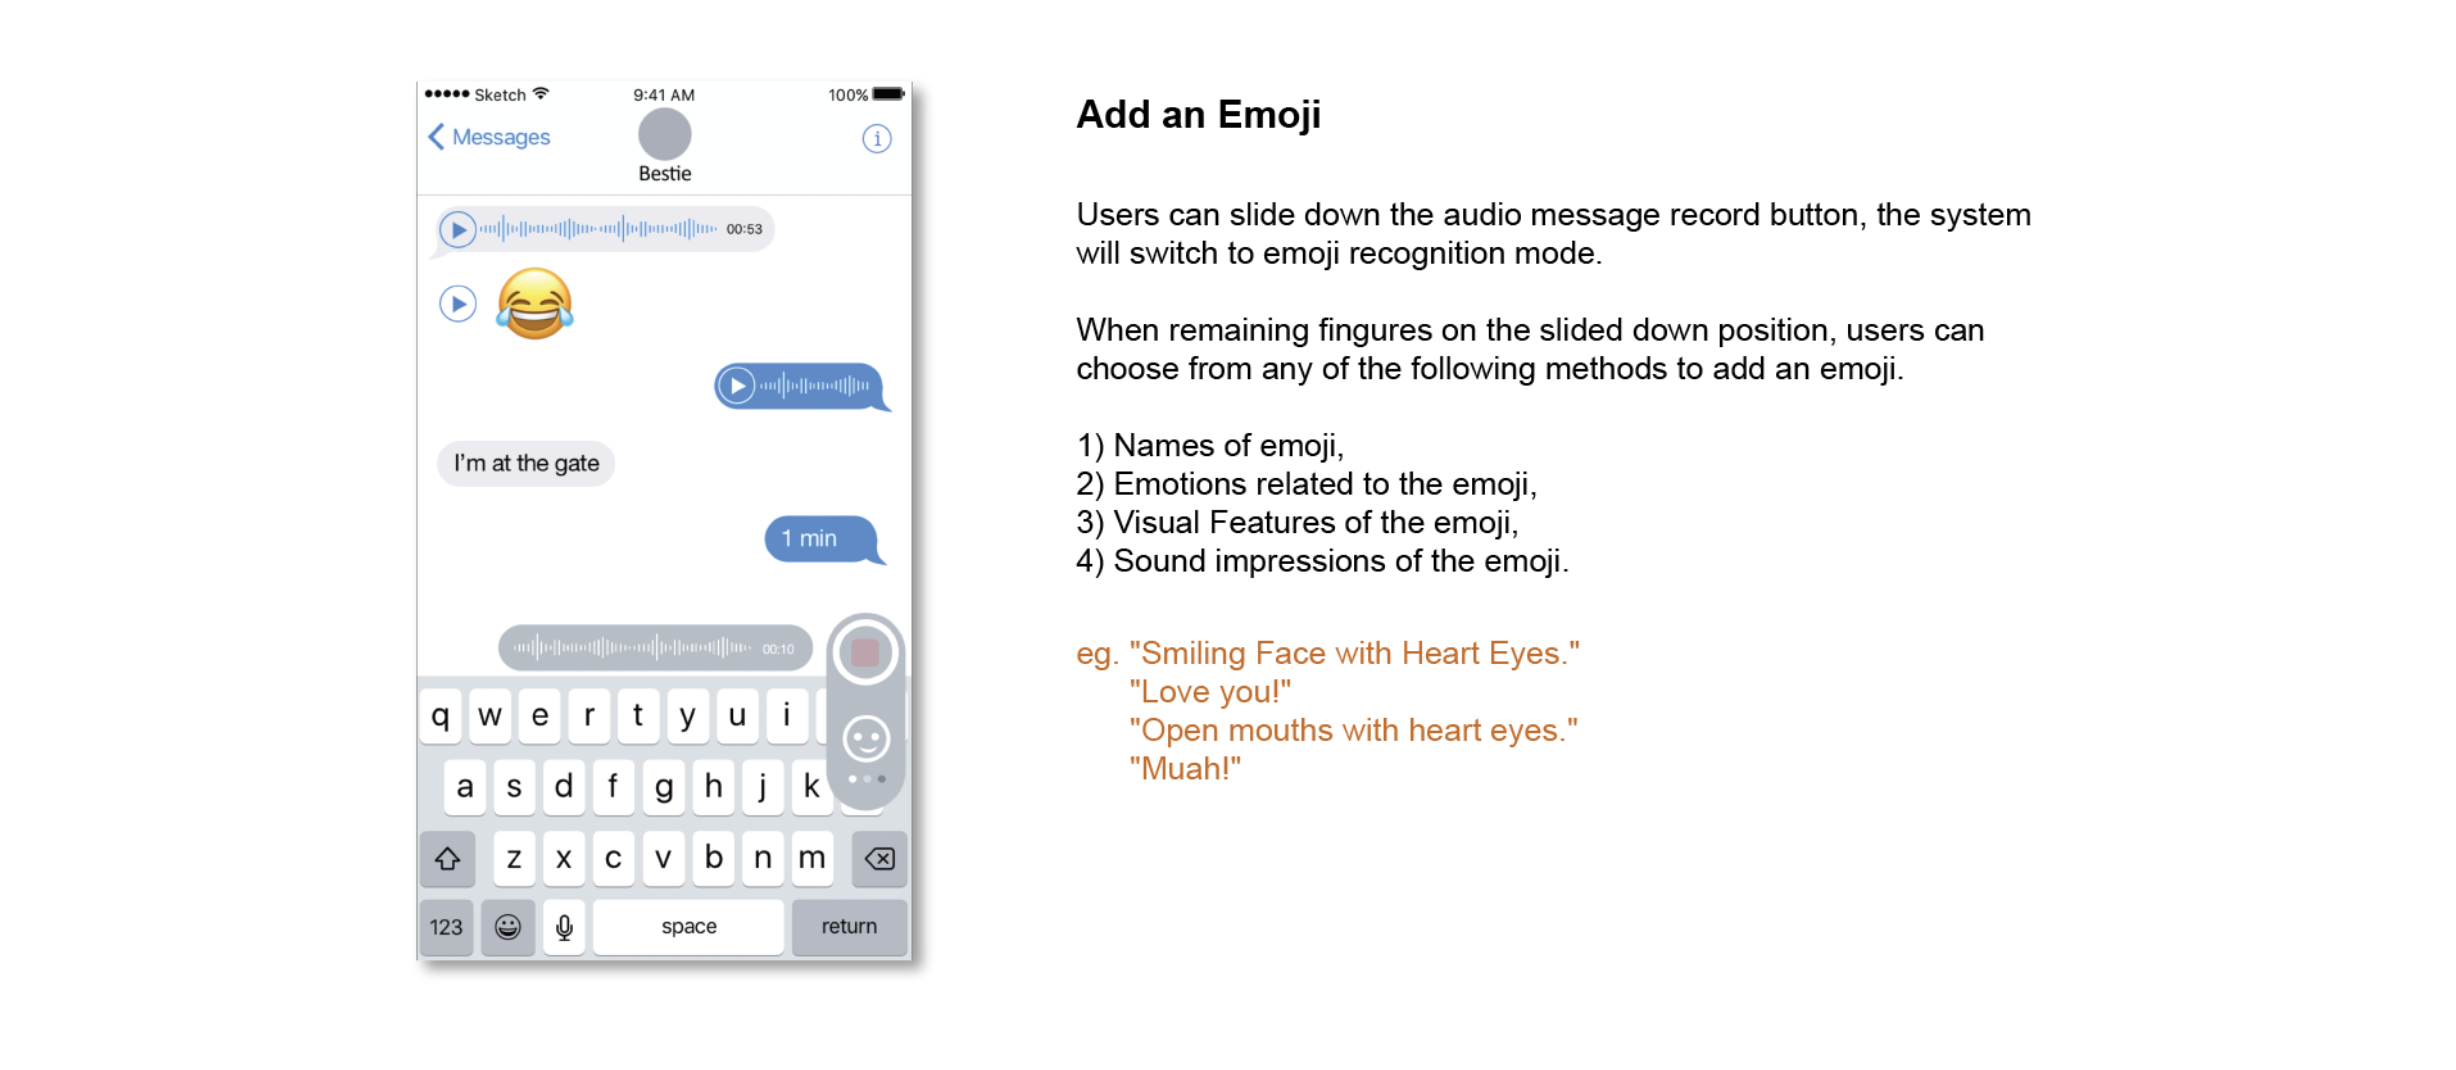 Sketch 9:41 AM 100%
Messages
Bestie
00:53
I'm at the gate
1 min
00:10
q w e r t y u i
a s d f g h j k
z x c v b n m
123 space return
Add an Emoji
Users can slide down the audio message record button, the system
will switch to emoji recognition mode.
When remaining fingures on the slided down position, users can
choose from any of the following methods to add an emoji.
1) Names of emoji,
2) Emotions related to the emoji,
3) Visual Features of the emoji,
4) Sound impressions of the emoji.
eg. "Smiling Face with Heart Eyes."
"Love you!"
"Open mouths with heart eyes."
"Muah!"